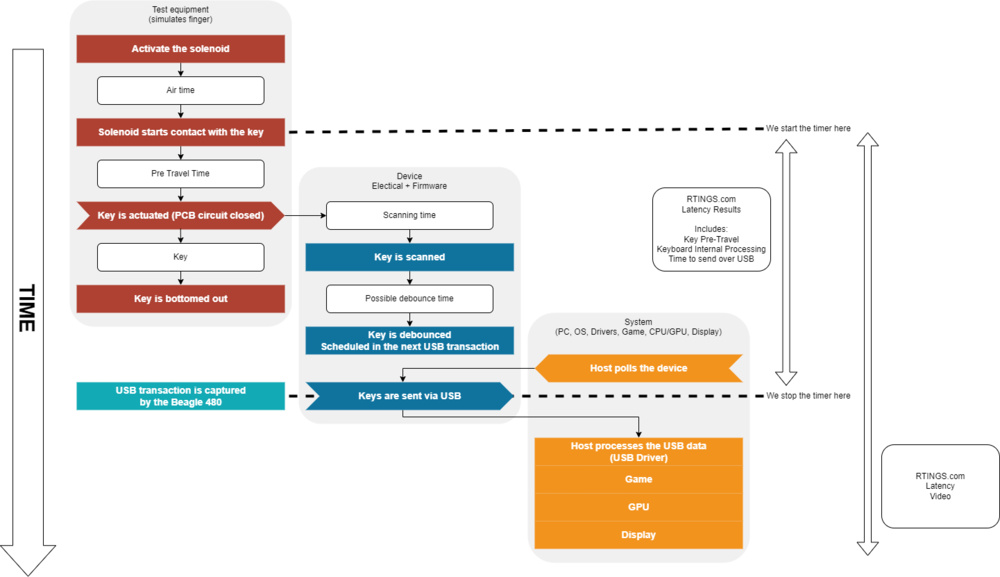 Test equipment
(simulates finger)
Activate the solenoid
Air time
Solenoid starts contact with the key
We start the timer here
Pre Travel Time
Device
Electical + Firmware
Key is actuated (PCB circuit closed)
Scanning time
RTINGS.com
Latency Results
Includes:
Key Pre-Travel
Keyboard Internal Processing
Time to send over USB
Key
Key is scanned
Key is bottomed out
Possible debounce time
TIME
System
(PC, OS, Drivers, Game, CPU/GPU, Display)
Key is debounced
Scheduled in the next USB transaction
Host polls the device
USB transaction is captured
by the Beagle 480
Keys are sent via USB
We stop the timer here
Host processes the USB data
(USB Driver)
Game
GPU
Display
RTINGS.com
Latency
Video